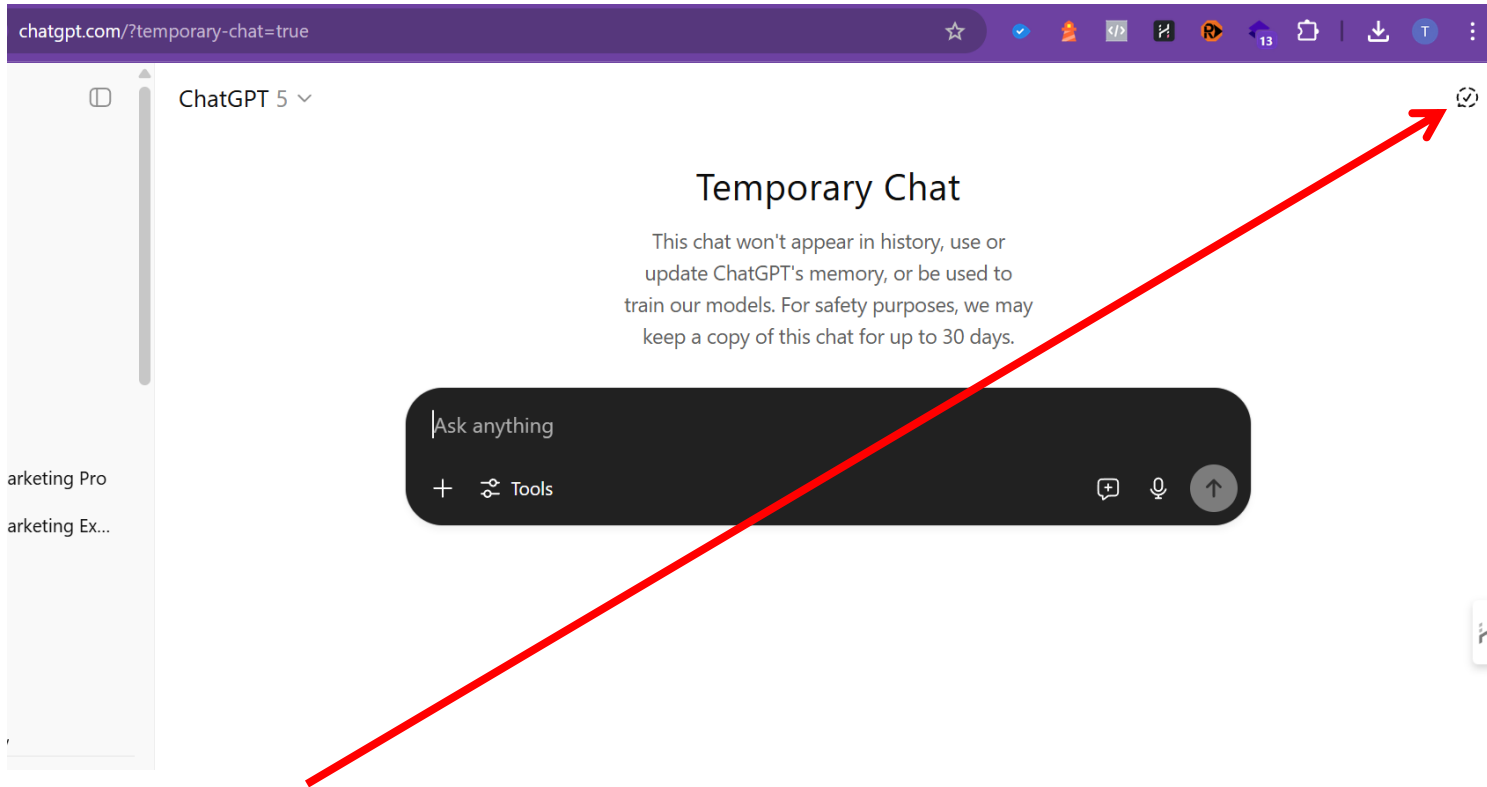 chatgpt.com/?temporary-chat=true
13
T
ChatGPT 5
Temporary Chat
This chat won't appear in history, use or
update ChatGPT's memory, or be used to
train our models. For safety purposes, we may
keep a copy of this chat for up to 30 days.
Ask anything
Tools
arketing Pro
arketing Ex...